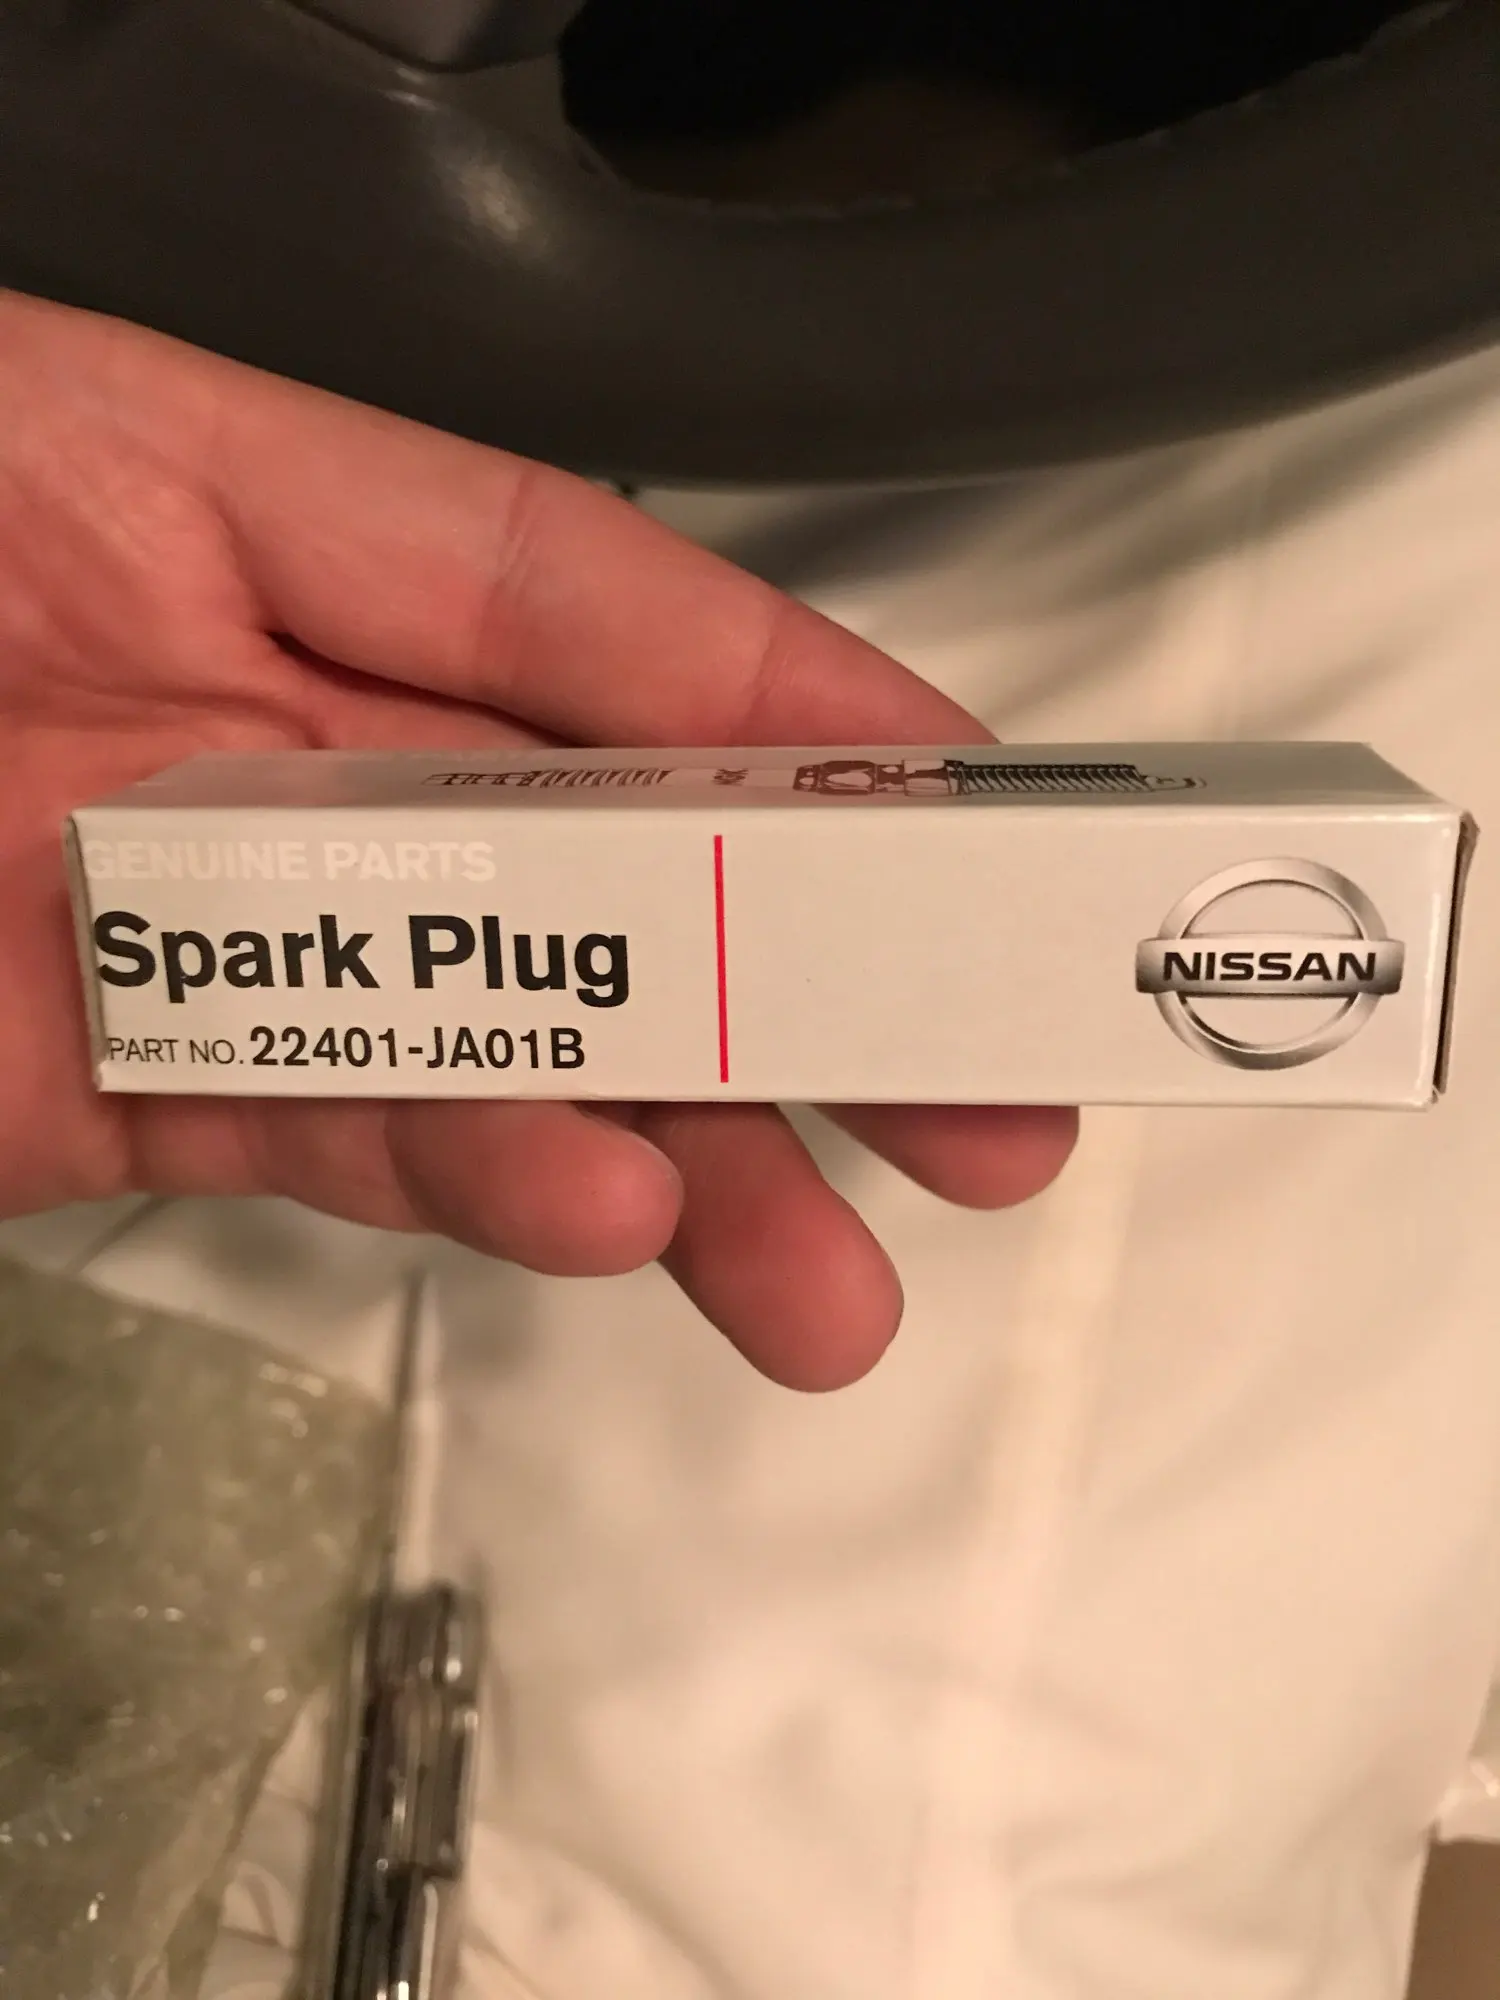 GENUINE PARTS
Spark Plug
PART NO. 22401-JA01B
NISSAN